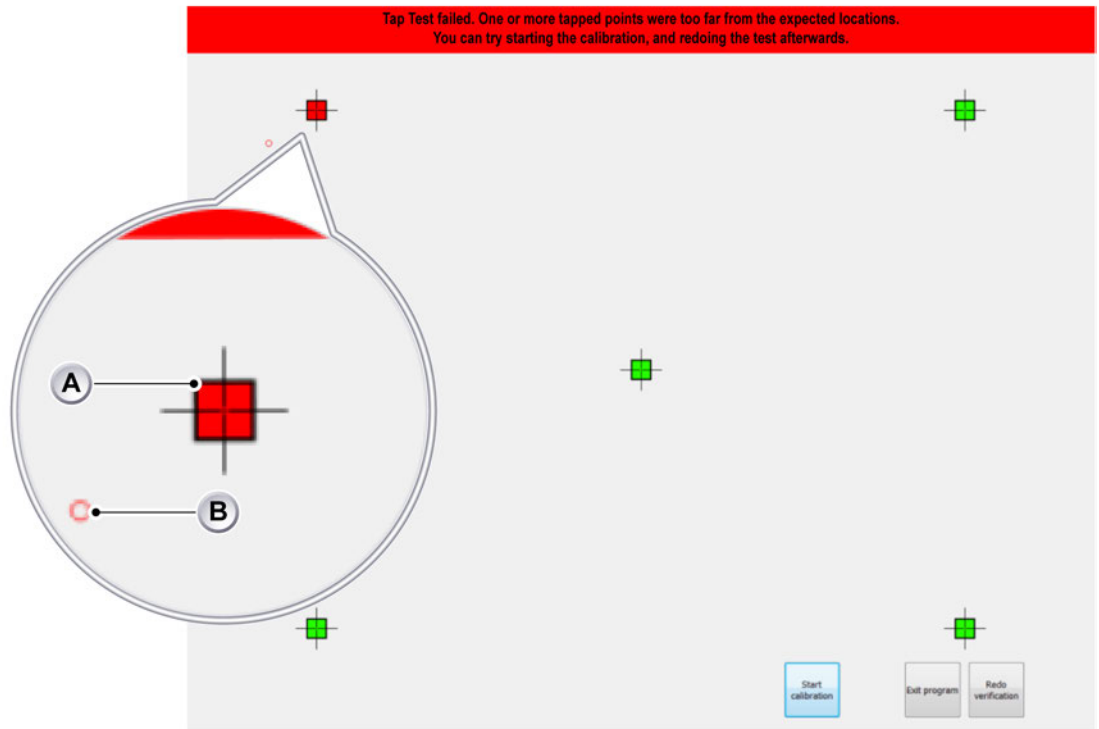 Tap Test failed. One or more tapped points were too far from the expected locations.
You can try starting the calibration, and redoing the test afterwards.
A
B
Start
calibration
Exit program
Redo
verification